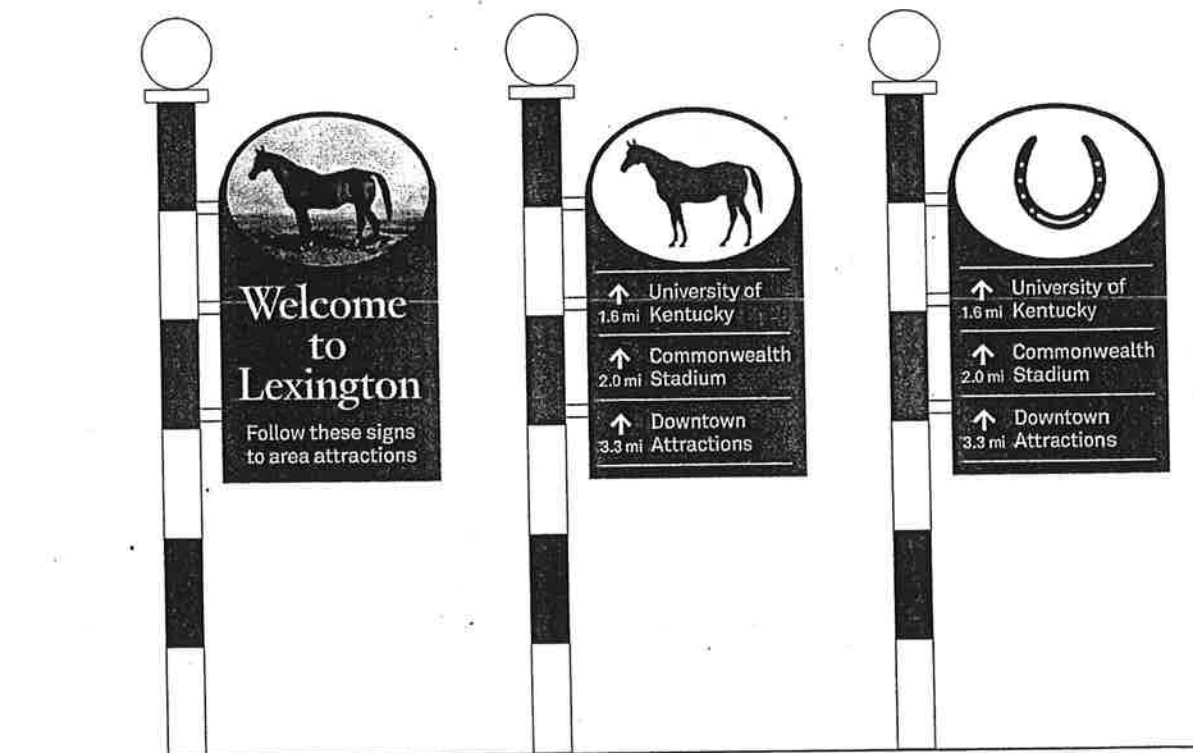 Welcome
to
Lexington
Follow these signs
to area attractions
University of
1.6 mi Kentucky
Commonwealth
2.0 mi Stadium
Downtown
3.3 mi Attractions
University of
1.6 mi Kentucky
Commonwealth
2.0 mi Stadium
Downtown
3.3 mi Attractions